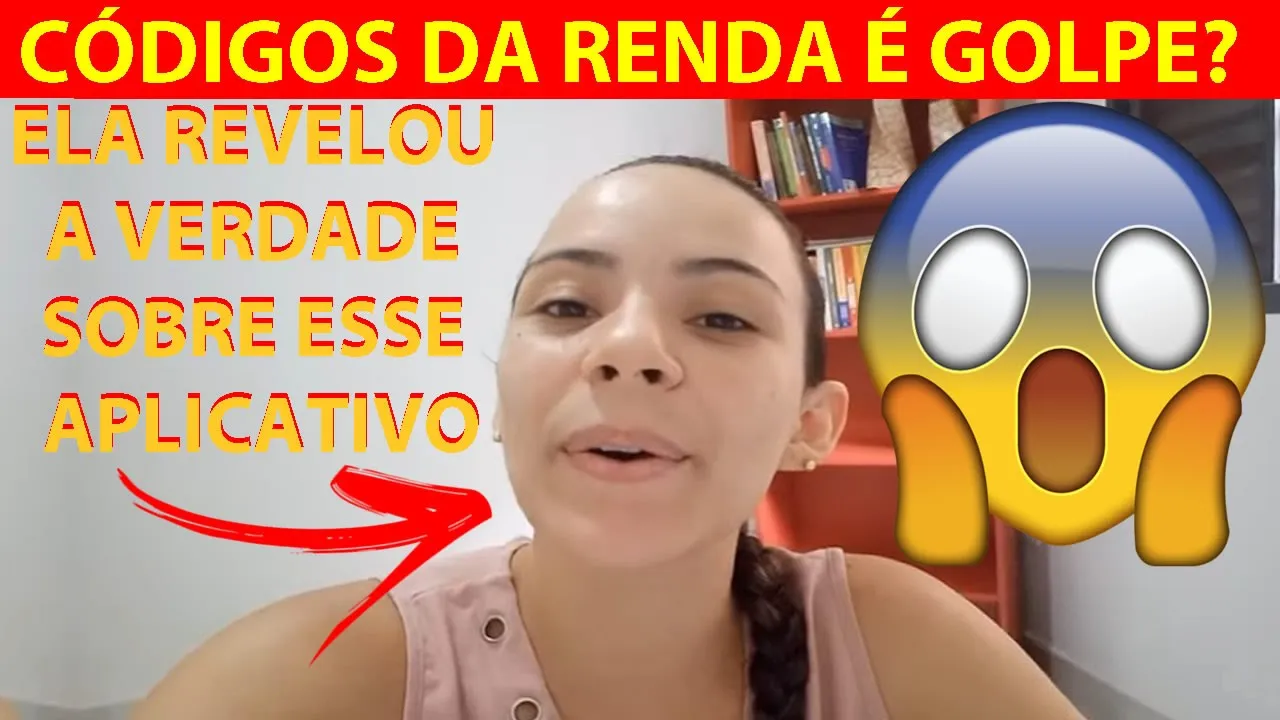 CÓDIGOS DA RENDA É GOLPE?
ELA REVELOU
A VERDADE
SOBRE ESSE
APLICATIVO